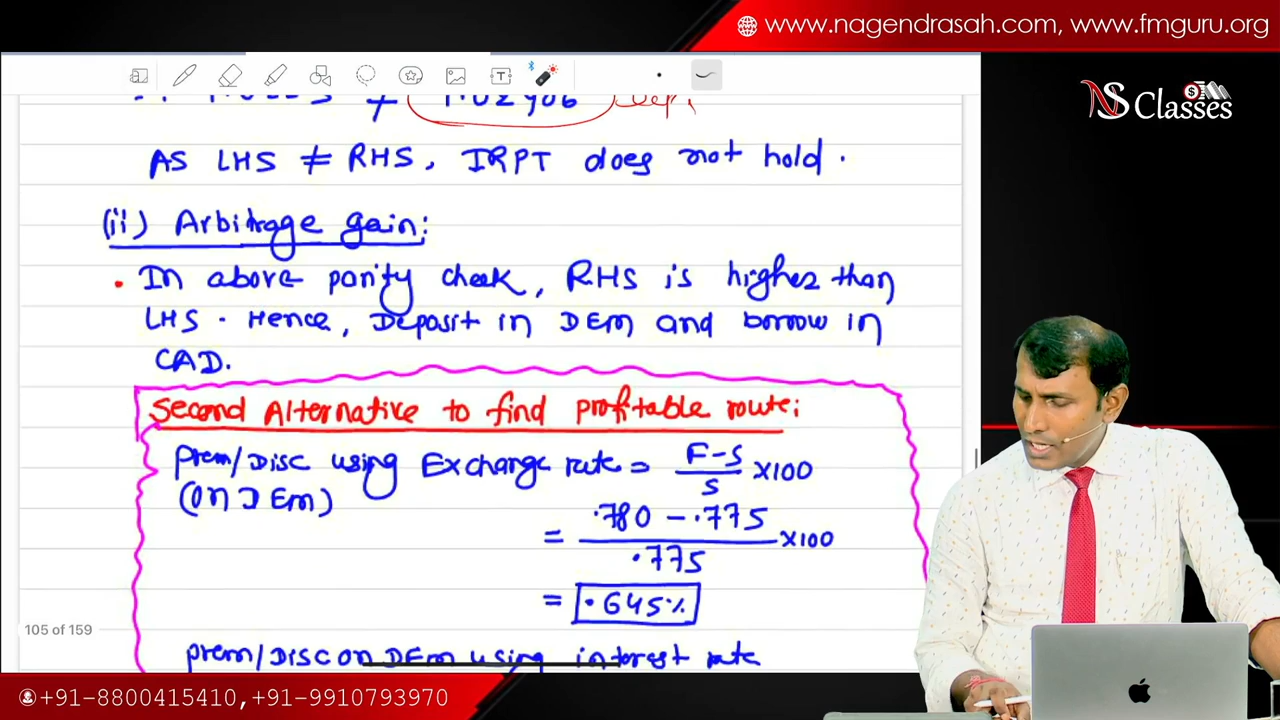 www.nagendrasah.com, www.fmguru.org
NS Classes
AS LHS ≠ RHS, IRPT does not hold.
(ii) Arbitrage gain:
• In above parity check, RHS is higher than
LHS. Hence, Deposit in DEM and borrow in
CAD.
Second Alternative to find profitable route:
Prem/Disc using Exchange rate = F-S/S ×100
(on DEM)
= .780 - .775/.775 ×100
= .645%
105 of 159
Prem/Disc on DEM using interest rate
+91-8800415410,+91-9910793970